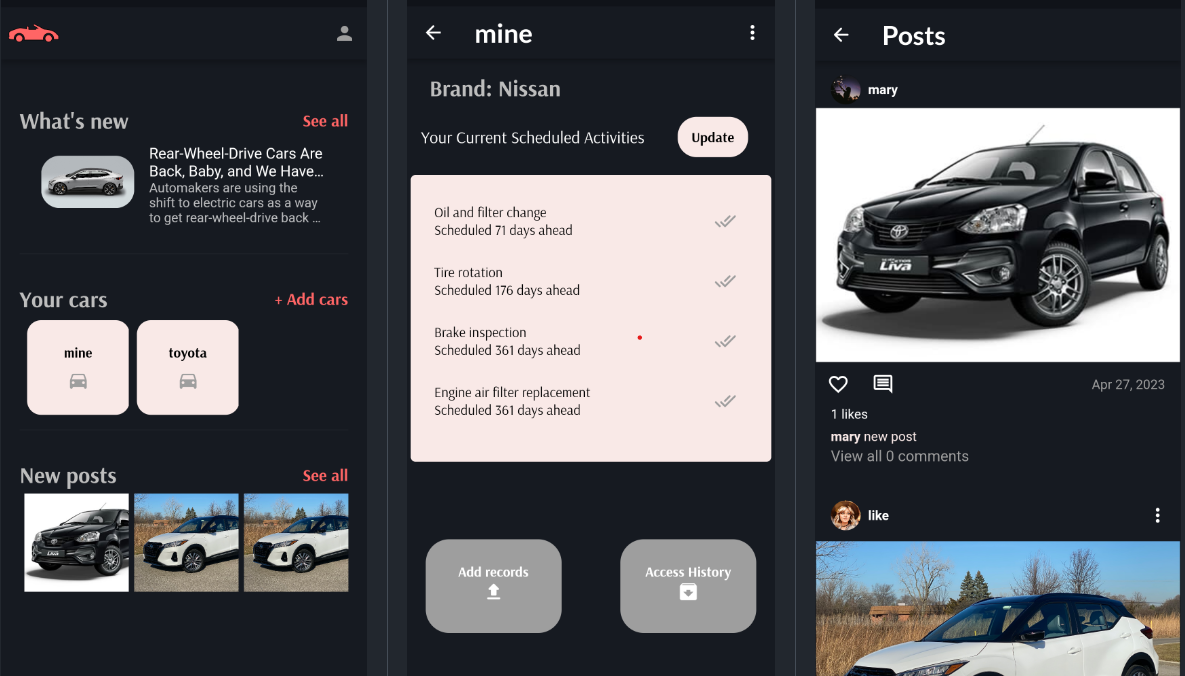 What's new
See all
Rear-Wheel-Drive Cars Are
Back, Baby, and We Have...
Automakers are using the
shift to electric cars as a way
to get rear-wheel-drive back ...
Your cars
+ Add cars
mine
toyota
New posts
See all
mine
Brand: Nissan
Your Current Scheduled Activities
Update
Oil and filter change
Scheduled 71 days ahead
Tire rotation
Scheduled 176 days ahead
Brake inspection
Scheduled 361 days ahead
Engine air filter replacement
Scheduled 361 days ahead
Add records
Access History
Posts
mary
Liva
Apr 27, 2023
1 likes
mary new post
View all 0 comments
like